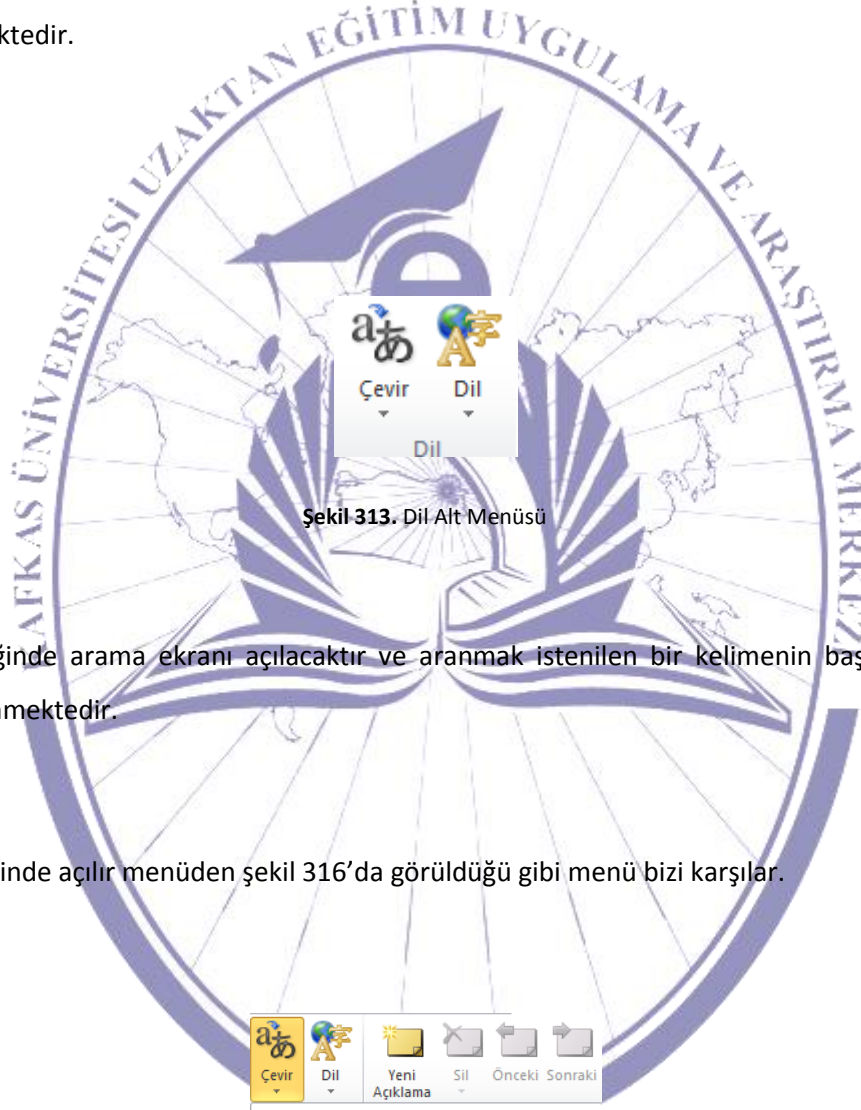 ktedir.
AFKAS ÜNİVERSİTESİ UZAKTAN EĞİTİM UYGULAMA VE ARAŞTIRMA MERKEZ
Çevir Dil
Dil
Şekil 313. Dil Alt Menüsü
ğinde arama ekranı açılacaktır ve aranmak istenilen bir kelimenin baş
mektedir.
inde açılır menüden şekil 316’da görüldüğü gibi menü bizi karşılar.
Çevir Dil Yeni Sil Önceki Sonraki
Açıklama